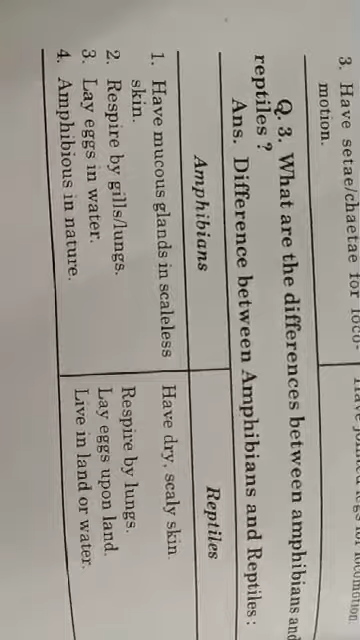 3. Have setae/chaetae for loco-
motion.
locomotion.
Q. 3. What are the differences between amphibians and
reptiles ?
Ans. Difference between Amphibians and Reptiles :
Amphibians Reptiles
1. Have mucous glands in scaleless Have dry, scaly skin.
skin.
2. Respire by gills/lungs. Respire by lungs.
3. Lay eggs in water. Lay eggs upon land.
4. Amphibious in nature. Live in land or water.